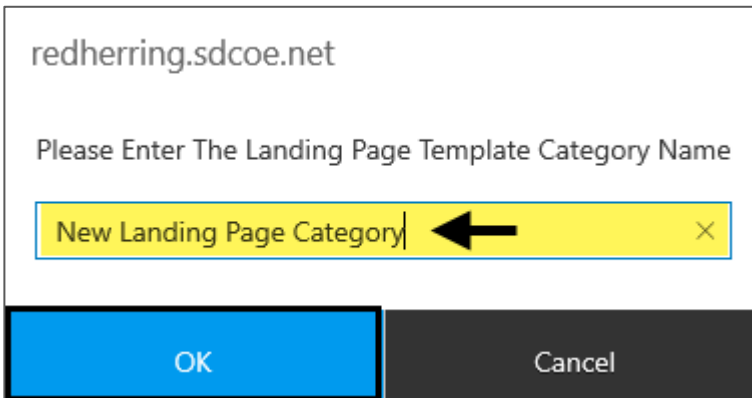 redherring.sdcoe.net
Please Enter The Landing Page Template Category Name
New Landing Page Category
OK
Cancel